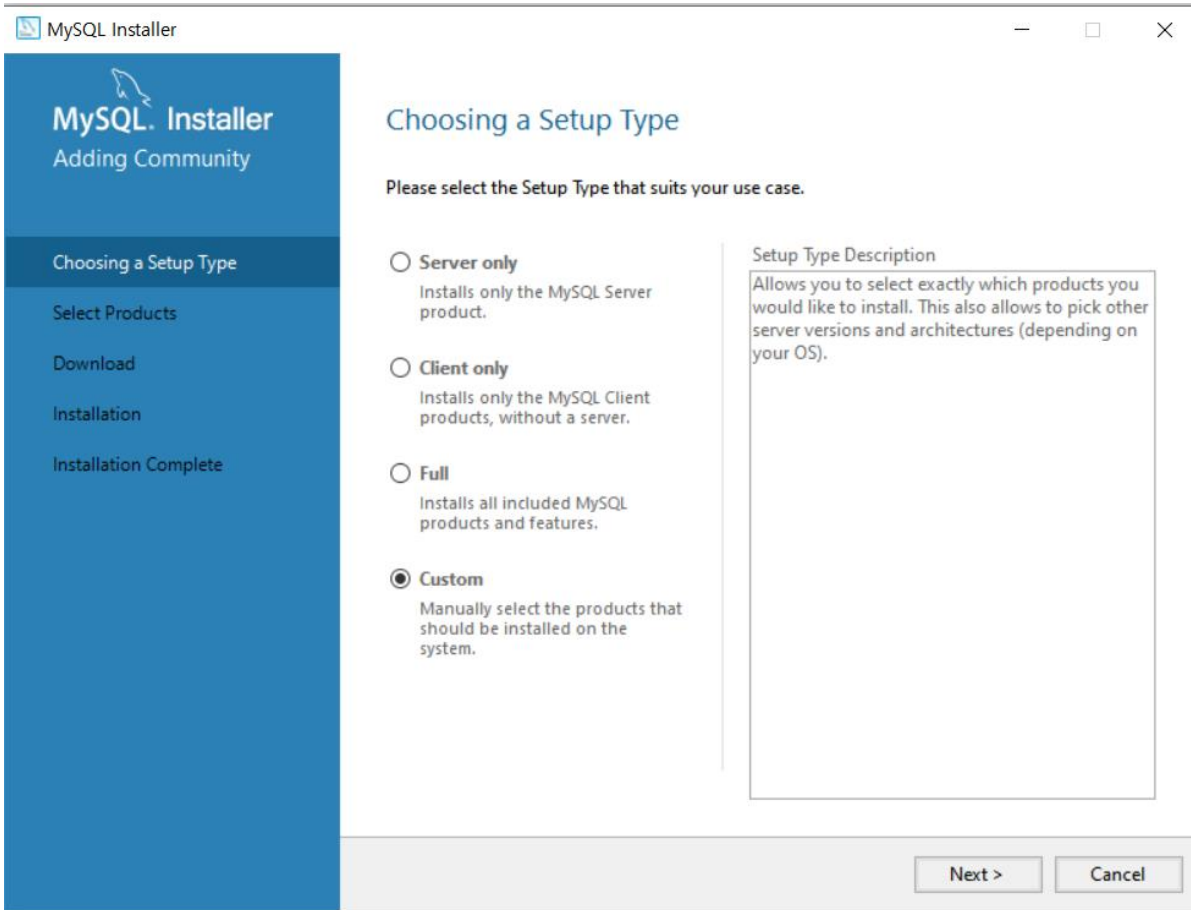 MySQL Installer
MySQL. Installer
Adding Community
Choosing a Setup Type
Select Products
Download
Installation
Installation Complete
Choosing a Setup Type
Please select the Setup Type that suits your use case.
Server only
Installs only the MySQL Server
product.
Client only
Installs only the MySQL Client
products, without a server.
Full
Installs all included MySQL
products and features.
Custom
Manually select the products that
should be installed on the
system.
Setup Type Description
Allows you to select exactly which products you
would like to install. This also allows to pick other
server versions and architectures (depending on
your OS).
Next >
Cancel